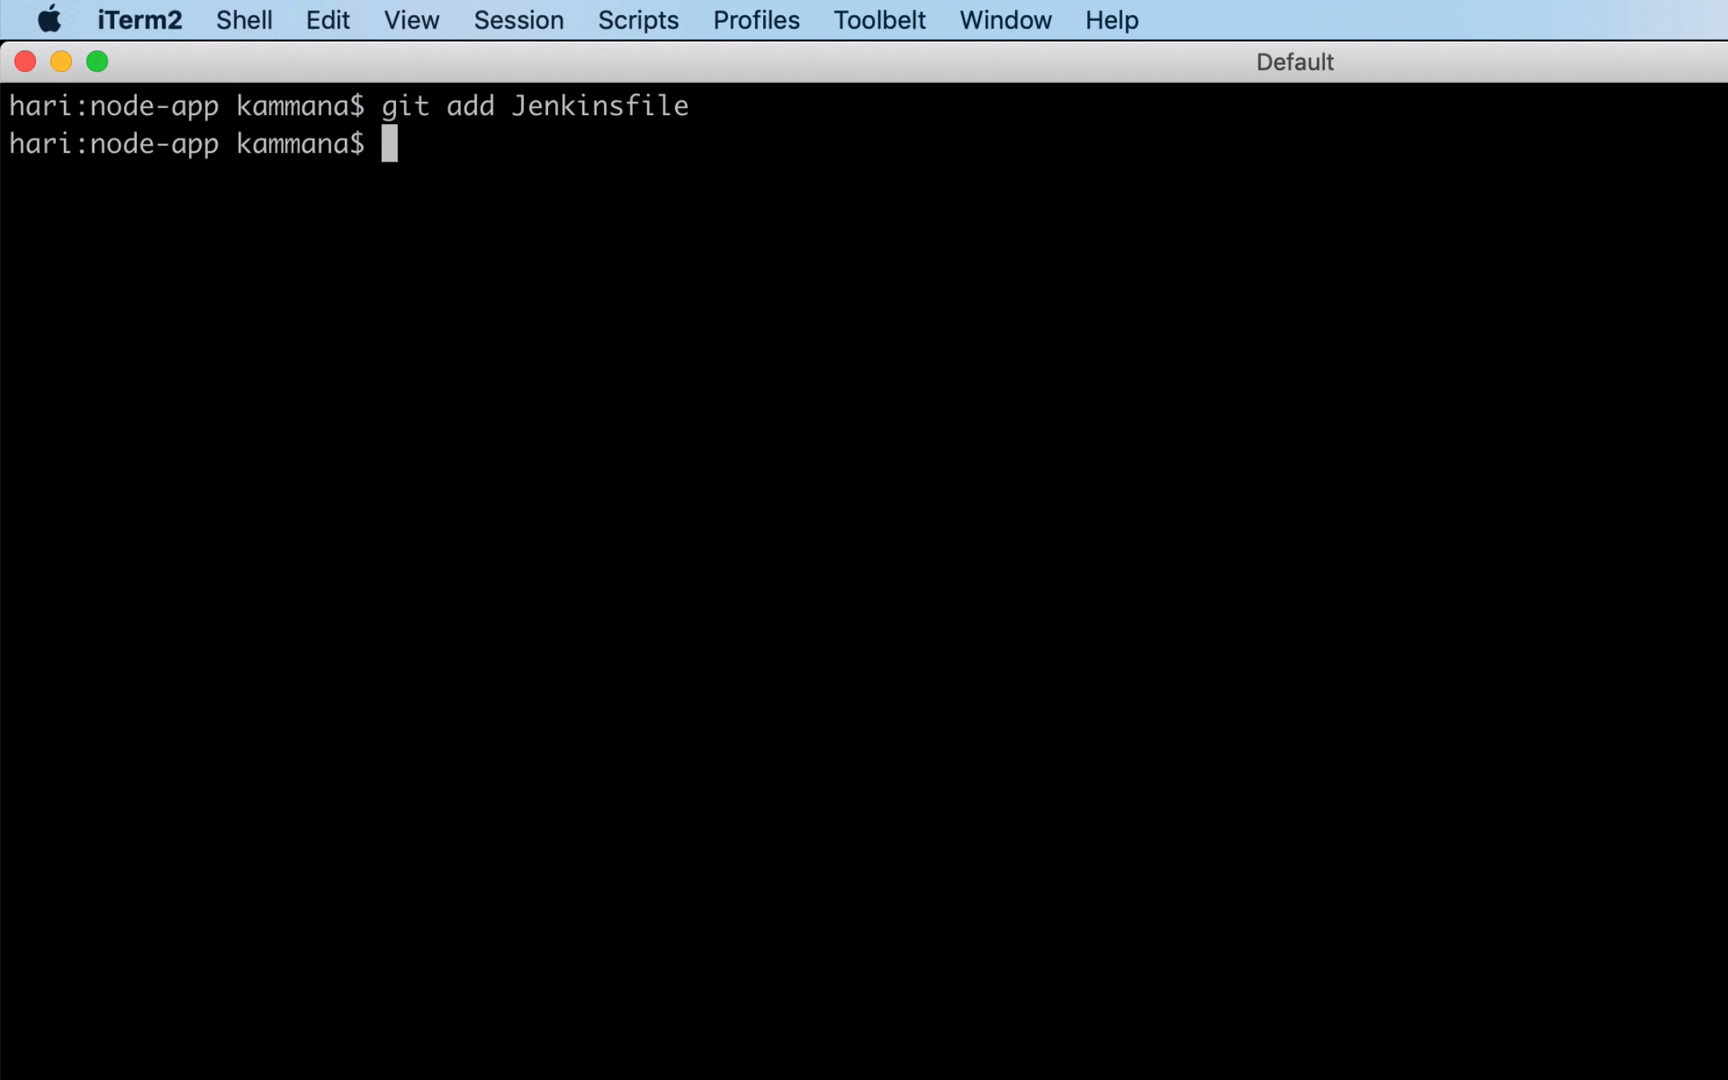 iTerm2 Shell Edit View Session Scripts Profiles Toolbelt Window Help
Default
hari:node-app kammana$ git add Jenkinsfile
hari:node-app kammana$